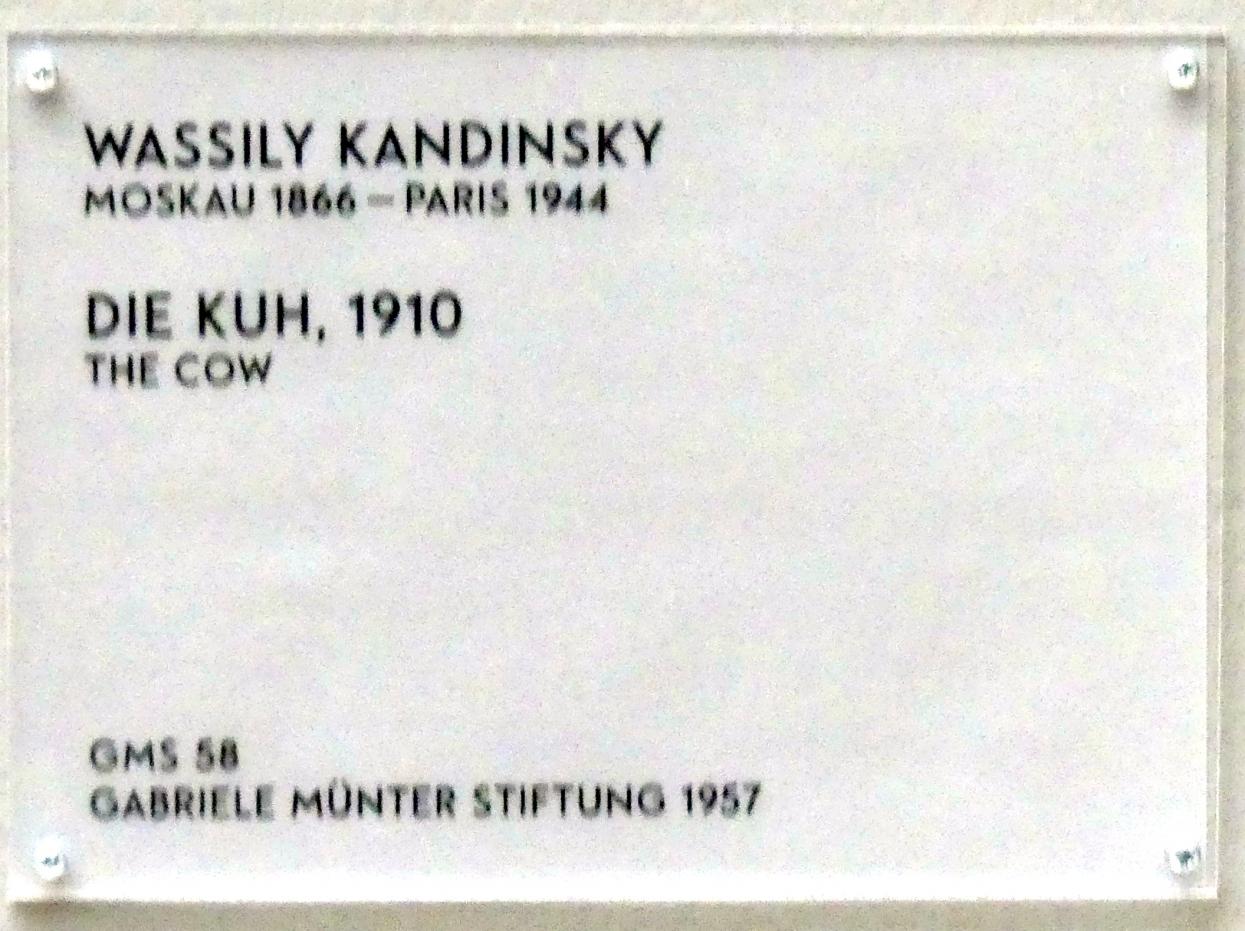 WASSILY KANDINSKY
MOSKAU 1866 – PARIS 1944
DIE KUH, 1910
THE COW
GMS 58
GABRIELE MÜNTER STIFTUNG 1957